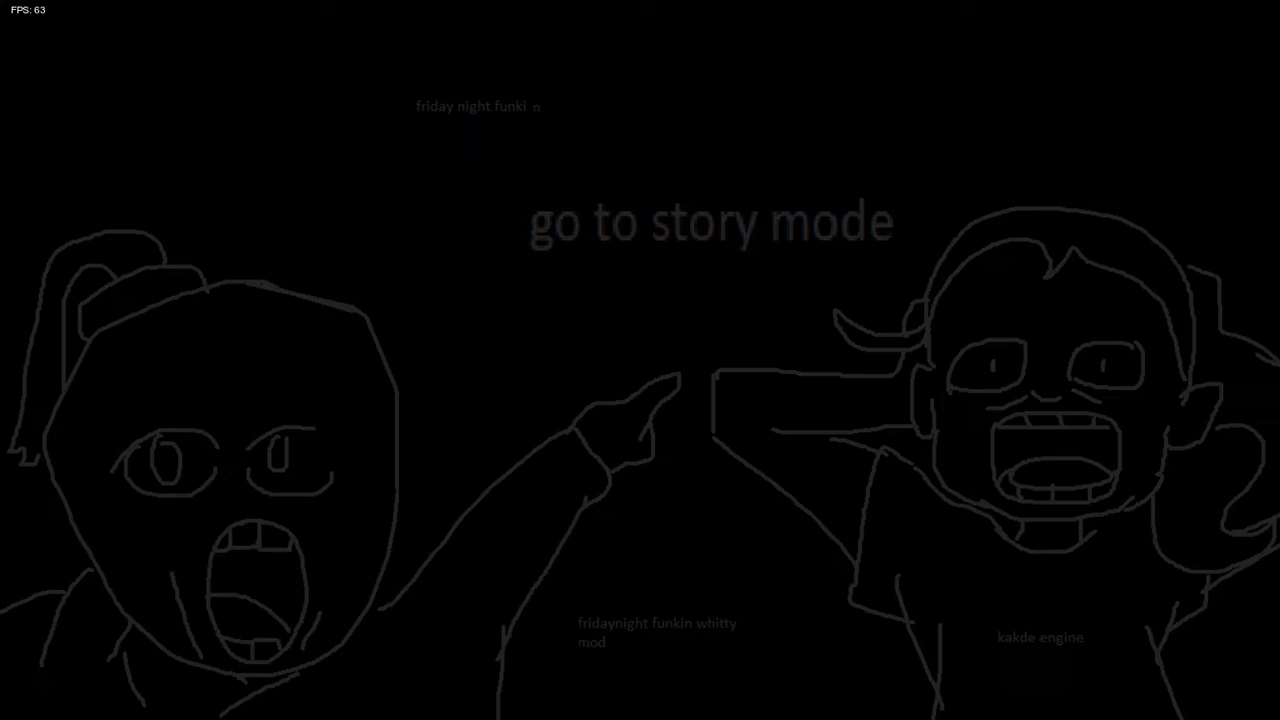 FPS: 63
friday night funki n
go to story mode
fridaynight funkin whitty
mod
kakde engine